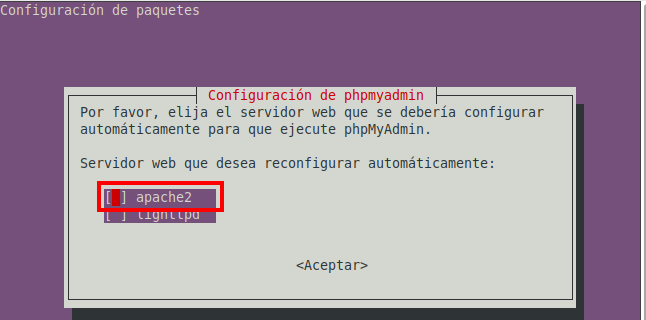 Configuración de paquetes
Configuración de phpmyadmin
Por favor, elija el servidor web que se debería configurar
automáticamente para que ejecute phpMyAdmin.
Servidor web que desea reconfigurar automáticamente:
[ ] apache2
[ ] lighttpd
<Aceptar>